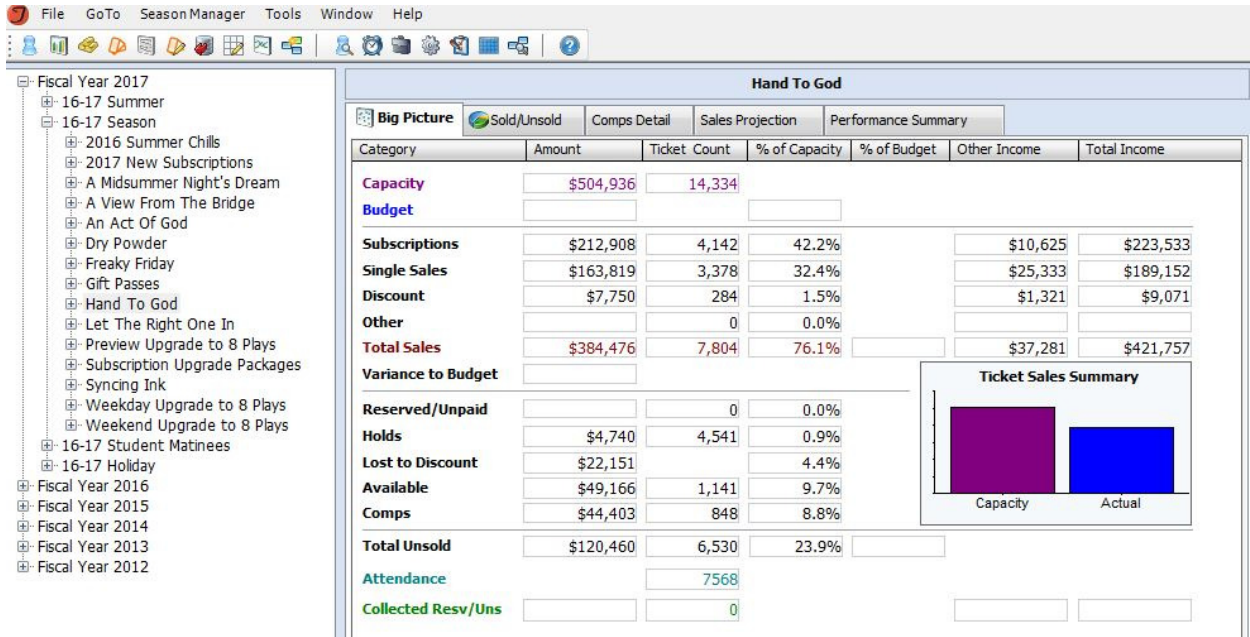 File GoTo Season Manager Tools Window Help
Fiscal Year 2017
16-17 Summer
16-17 Season
2016 Summer Chills
2017 New Subscriptions
A Midsummer Night's Dream
A View From The Bridge
An Act Of God
Dry Powder
Freaky Friday
Gift Passes
Hand To God
Let The Right One In
Preview Upgrade to 8 Plays
Subscription Upgrade Packages
Syncing Ink
Weekday Upgrade to 8 Plays
Weekend Upgrade to 8 Plays
16-17 Student Matinees
16-17 Holiday
Fiscal Year 2016
Fiscal Year 2015
Fiscal Year 2014
Fiscal Year 2013
Fiscal Year 2012
Hand To God
Big Picture Sold/Unsold Comps Detail Sales Projection Performance Summary
Category Amount Ticket Count % of Capacity % of Budget Other Income Total Income
Capacity $504,936 14,334
Budget
Subscriptions $212,908 4,142 42.2% $10,625 $223,533
Single Sales $163,819 3,378 32.4% $25,333 $189,152
Discount $7,750 284 1.5% $1,321 $9,071
Other 0 0.0%
Total Sales $384,476 7,804 76.1% $37,281 $421,757
Variance to Budget
Reserved/Unpaid 0 0.0%
Holds $4,740 4,541 0.9%
Lost to Discount $22,151 4.4%
Available $49,166 1,141 9.7%
Comps $44,403 848 8.8%
Total Unsold $120,460 6,530 23.9%
Attendance 7568
Collected Resv/Uns 0
Ticket Sales Summary
Capacity Actual